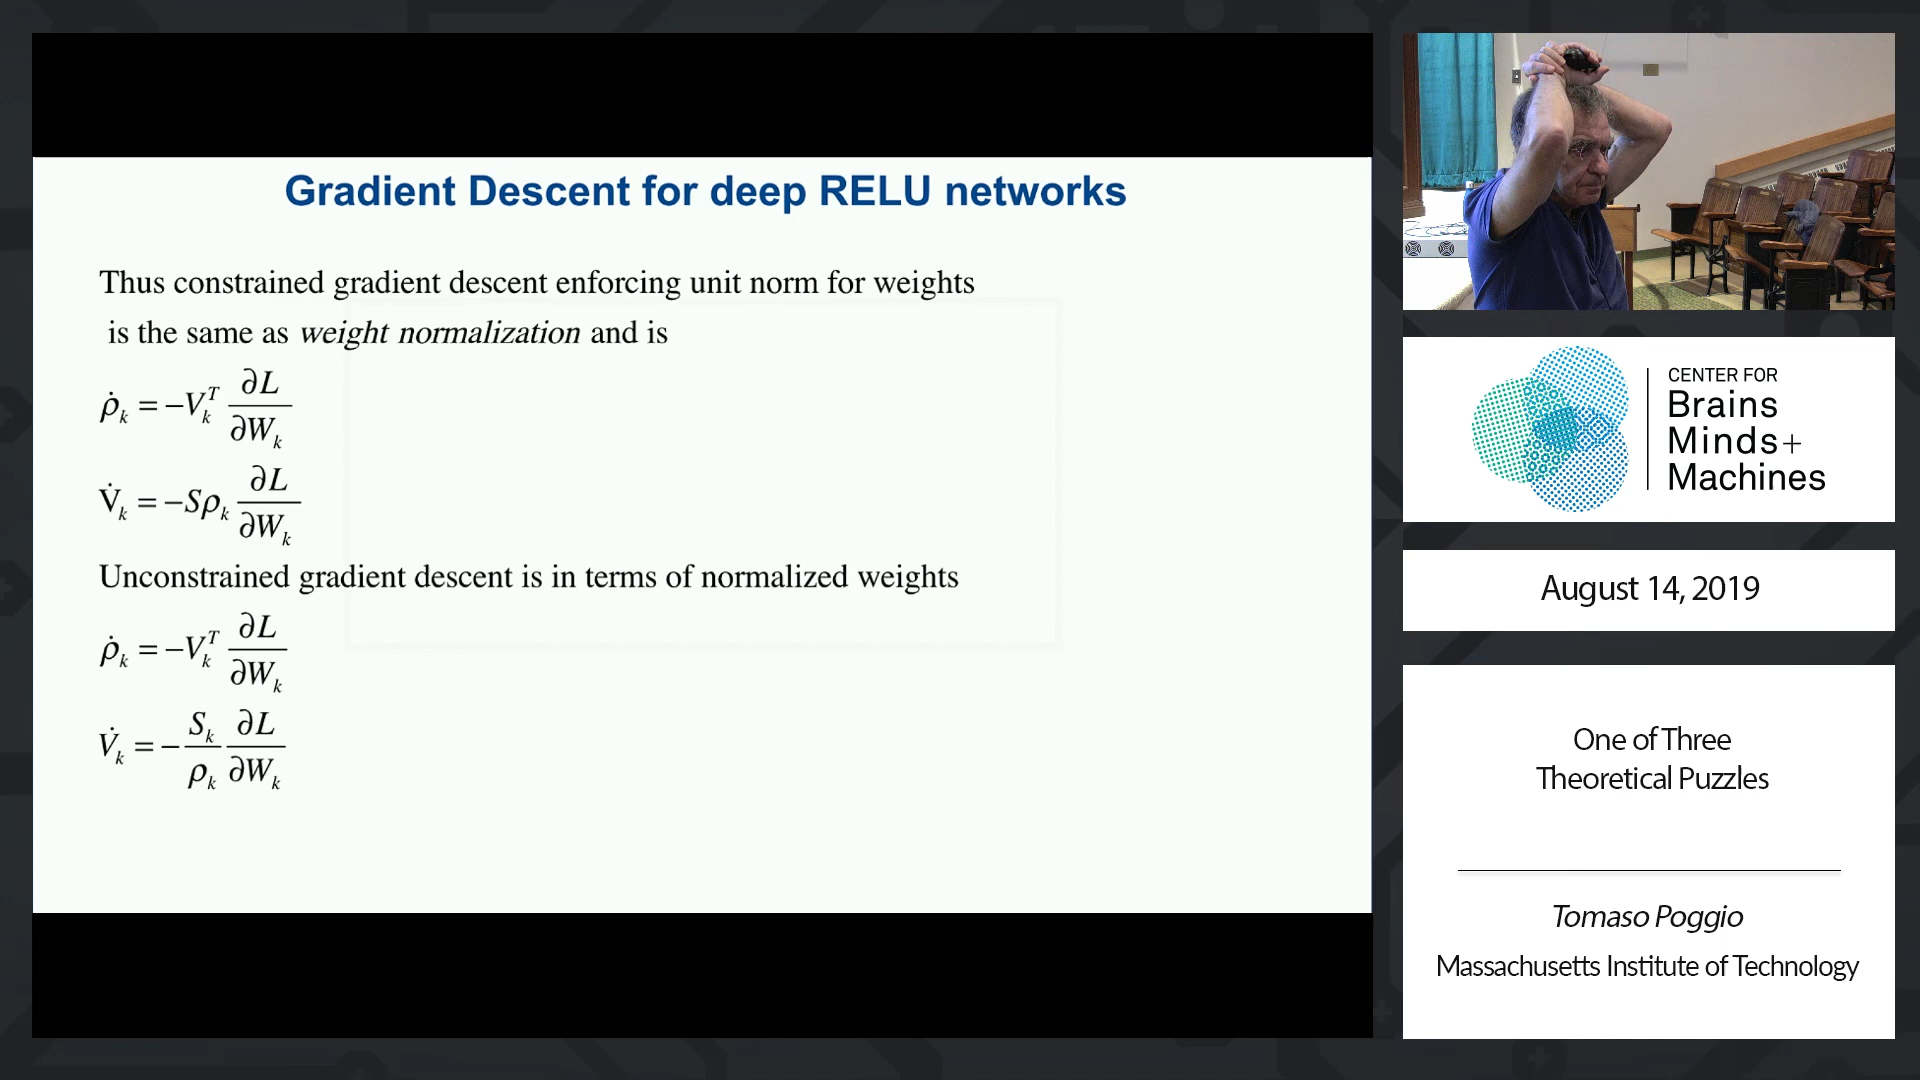 Gradient Descent for deep RELU networks
Thus constrained gradient descent enforcing unit norm for weights
is the same as weight normalization and is
ρ̇_k = −V_k^T ∂L/∂W_k
V̇_k = −Sρ_k ∂L/∂W_k
Unconstrained gradient descent is in terms of normalized weights
ρ̇_k = −V_k^T ∂L/∂W_k
V̇_k = −S_k/ρ_k ∂L/∂W_k
CENTER FOR
Brains
Minds+
Machines
August 14, 2019
One of Three
Theoretical Puzzles
Tomaso Poggio
Massachusetts Institute of Technology